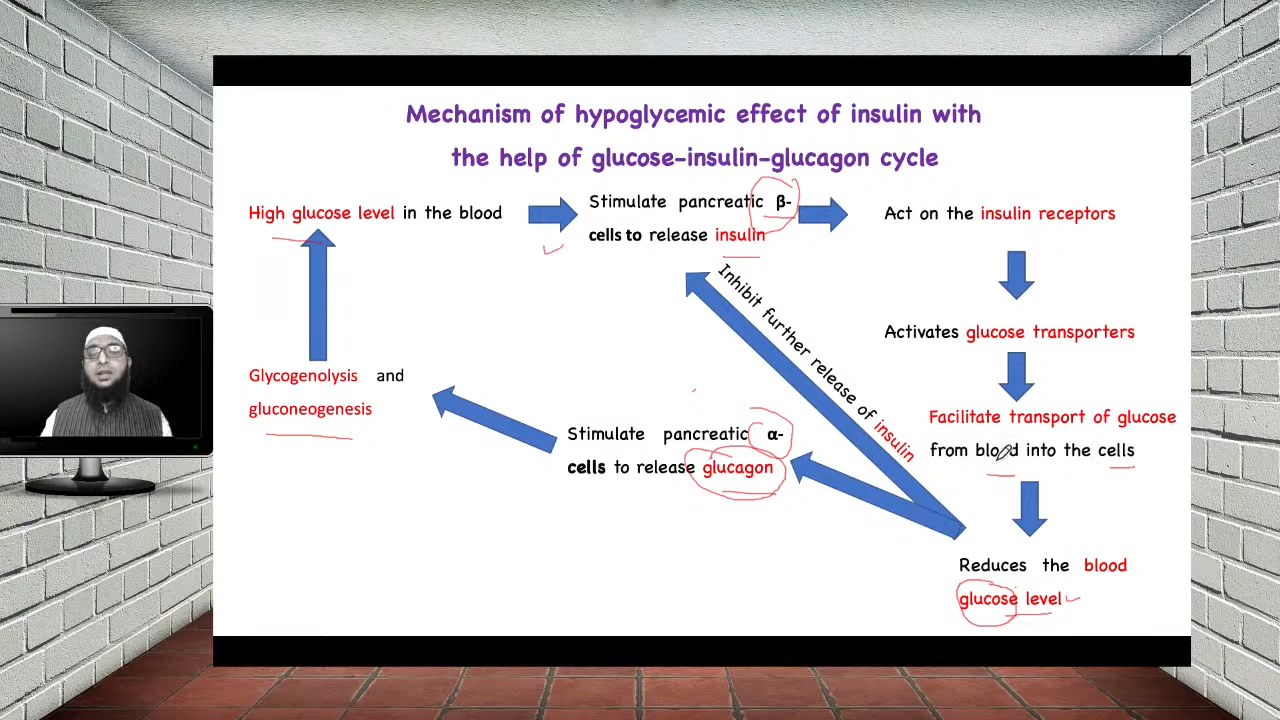 Mechanism of hypoglycemic effect of insulin with
the help of glucose-insulin-glucagon cycle
High glucose level in the blood
Stimulate pancreatic β-
cells to release insulin
Act on the insulin receptors
Activates glucose transporters
Facilitate transport of glucose
from blood into the cells
Reduces the blood
glucose level
Inhibit further release of insulin
Stimulate pancreatic α-
cells to release glucagon
Glycogenolysis and
gluconeogenesis